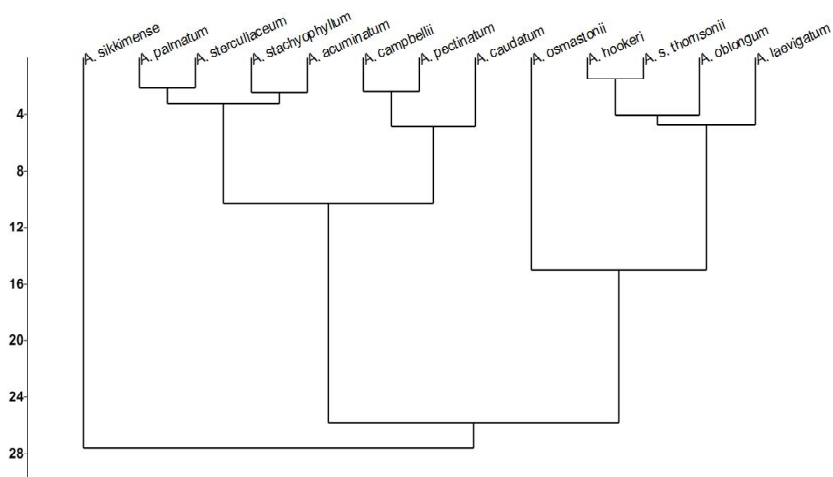 A. sikkimense
A. palmatum
A. sterculiaceum
A. stachyophyllum
A. acuminatum
A. campbellii
A. pectinatum
A. caudatum
A. osmastonii
A. hookeri
A. s. thomsonii
A. oblongum
A. laevigatum
4
8
12
16
20
24
28